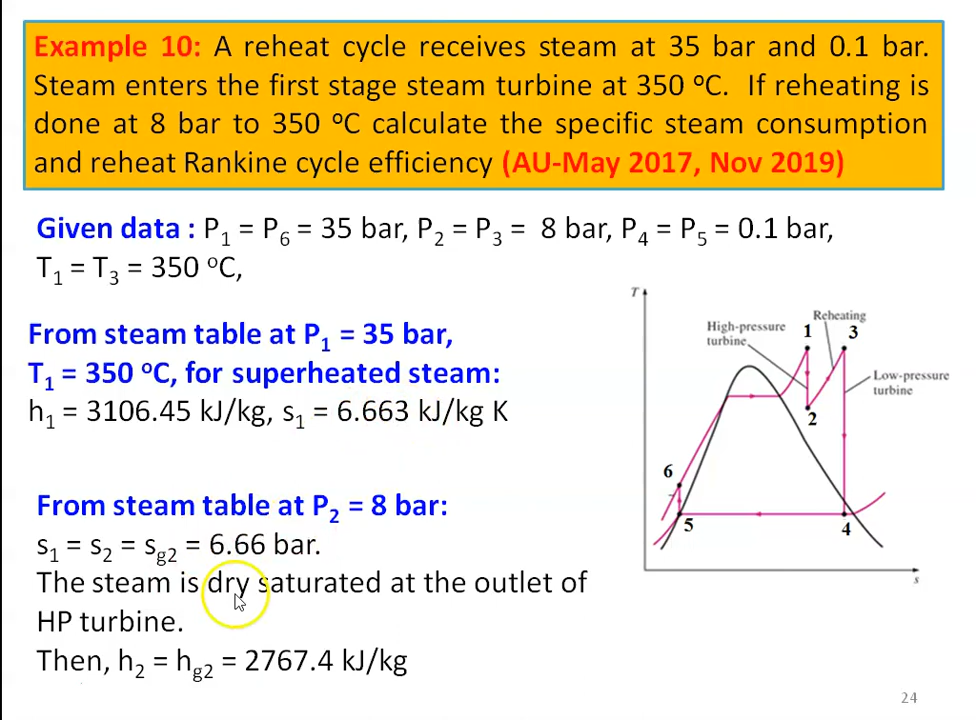 Example 10: A reheat cycle receives steam at 35 bar and 0.1 bar.
Steam enters the first stage steam turbine at 350 ⁰C. If reheating is
done at 8 bar to 350 ⁰C calculate the specific steam consumption
and reheat Rankine cycle efficiency (AU-May 2017, Nov 2019)
Given data : P₁ = P₆ = 35 bar, P₂ = P₃ = 8 bar, P₄ = P₅ = 0.1 bar,
T₁ = T₃ = 350 ⁰C,
From steam table at P₁ = 35 bar,
T₁ = 350 ⁰C, for superheated steam:
h₁ = 3106.45 kJ/kg, s₁ = 6.663 kJ/kg K
From steam table at P₂ = 8 bar:
s₁ = s₂ = s_g2 = 6.66 bar.
The steam is dry saturated at the outlet of
HP turbine.
Then, h₂ = h_g2 = 2767.4 kJ/kg
T
High-pressure
turbine
1
Reheating
3
Low-pressure
turbine
2
6
5
4
s
24